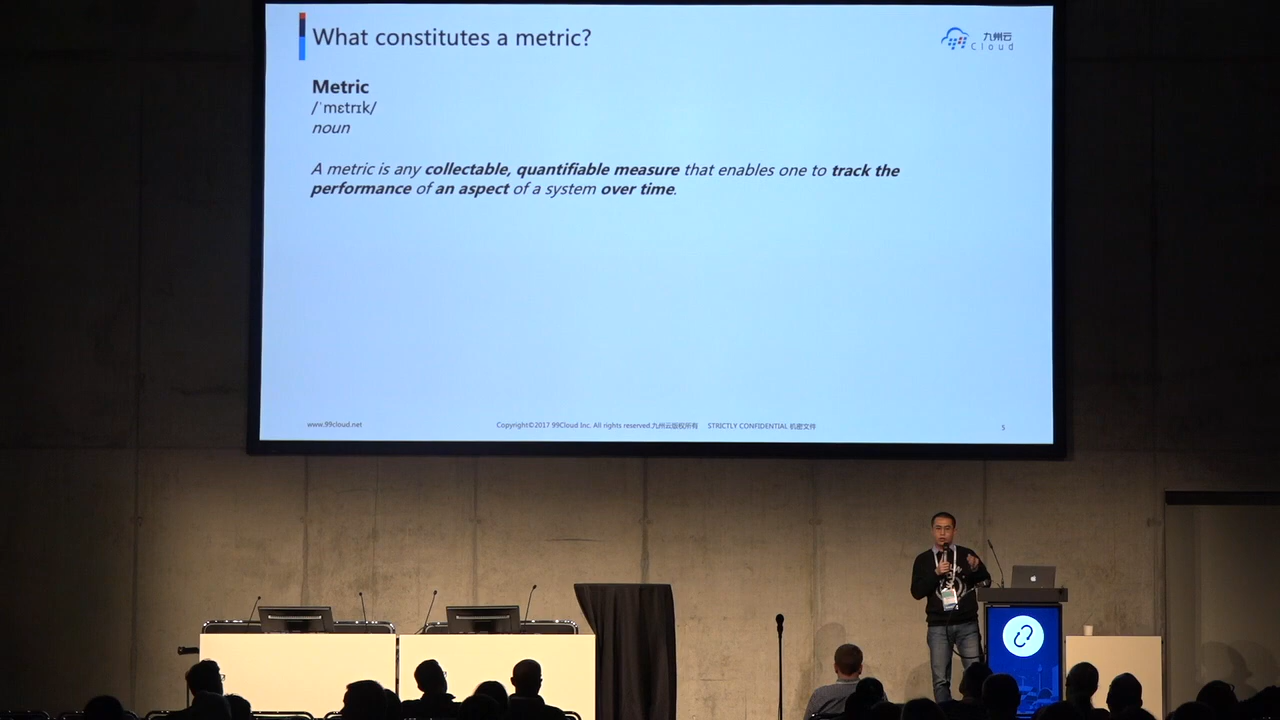 What constitutes a metric?
九州云
Cloud
Metric
/ˈmɛtrɪk/
noun
A metric is any collectable, quantifiable measure that enables one to track the
performance of an aspect of a system over time.
www.99cloud.net
Copyright©2017 99Cloud Inc. All rights reserved.九州云版权所有 STRICTLY CONFIDENTIAL 机密文件
5